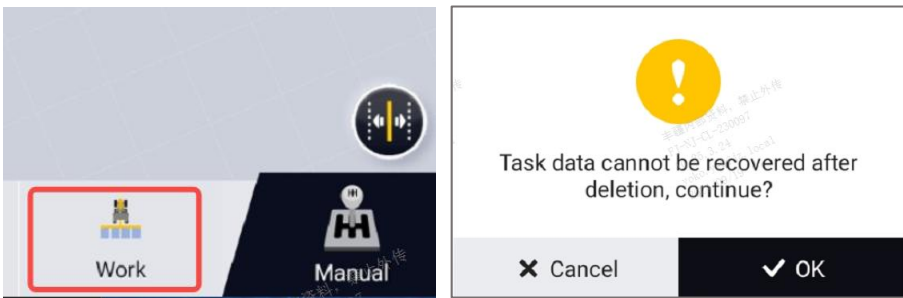 Work
Manual
Task data cannot be recovered after
deletion, continue?
Cancel
OK